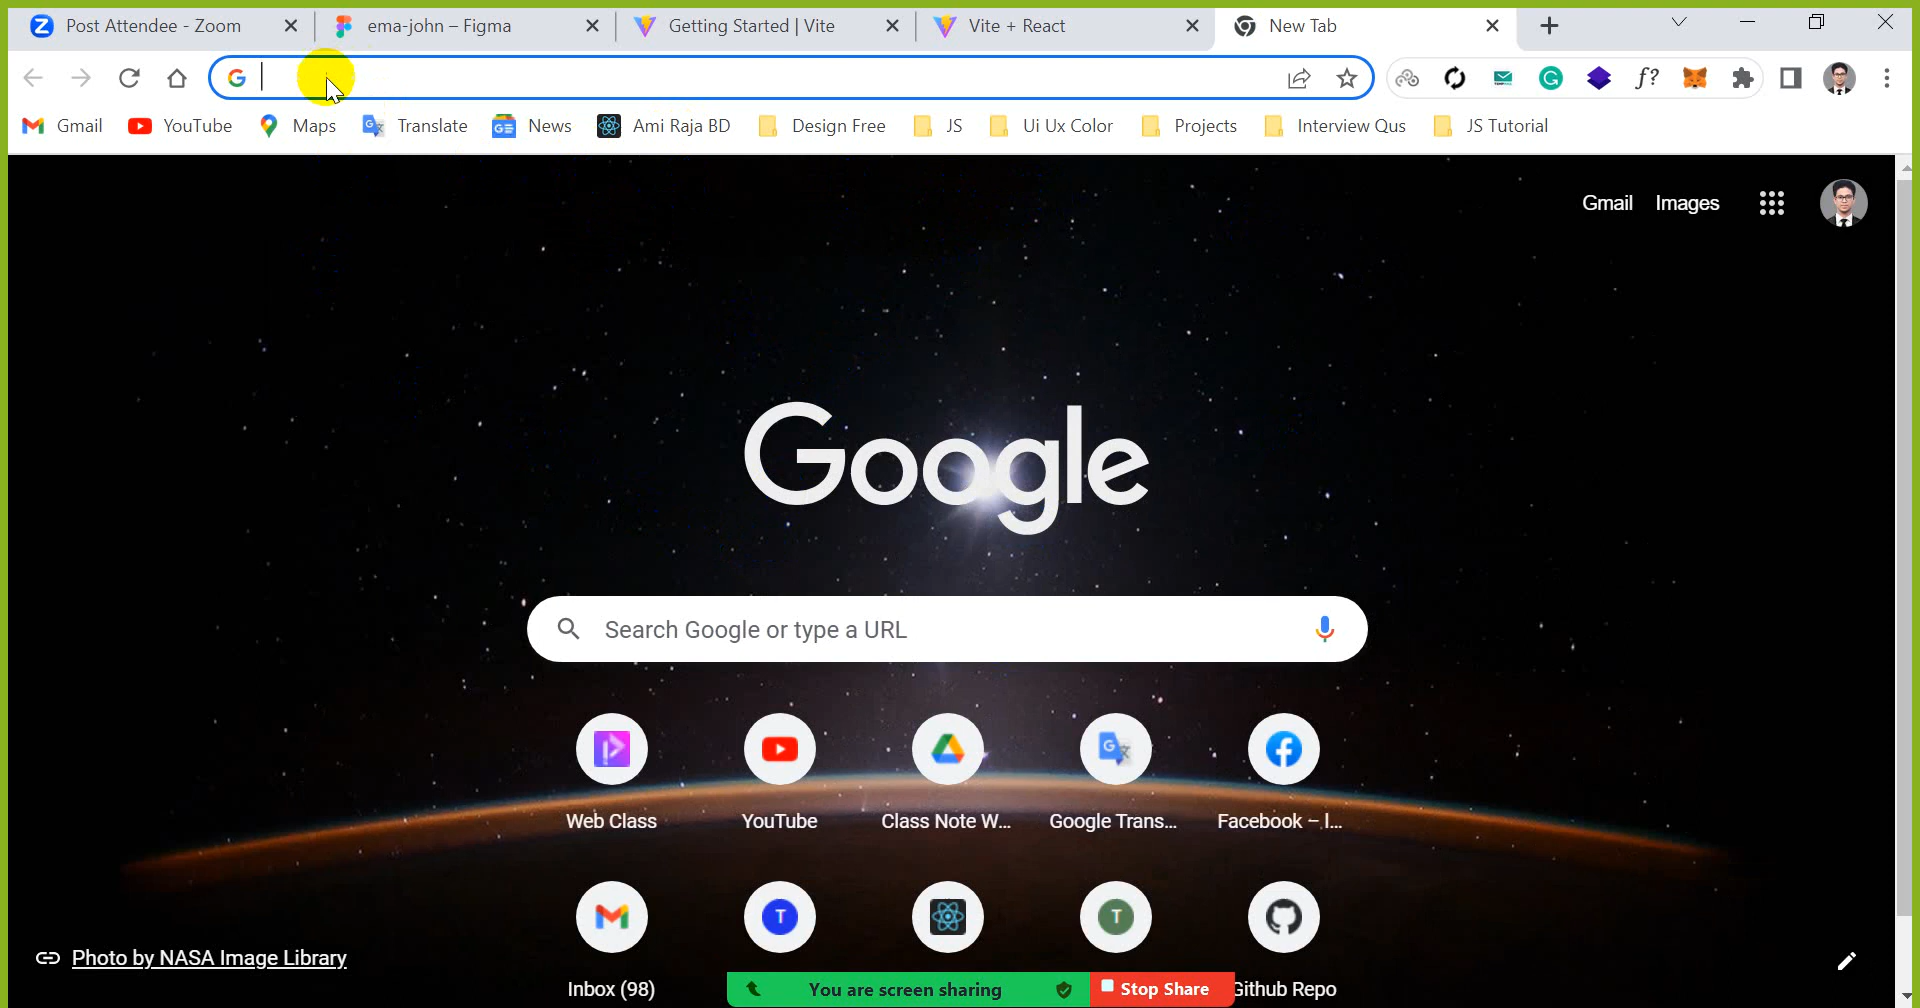 Post Attendee - Zoom
ema-john – Figma
Getting Started | Vite
Vite + React
New Tab
Gmail
YouTube
Maps
Translate
News
Ami Raja BD
Design Free
JS
Ui Ux Color
Projects
Interview Qus
JS Tutorial
Gmail Images
Google
Search Google or type a URL
Web Class
YouTube
Class Note W...
Google Trans...
Facebook – l...
T
T
Photo by NASA Image Library
Inbox (98)
You are screen sharing
Stop Share
Github Repo